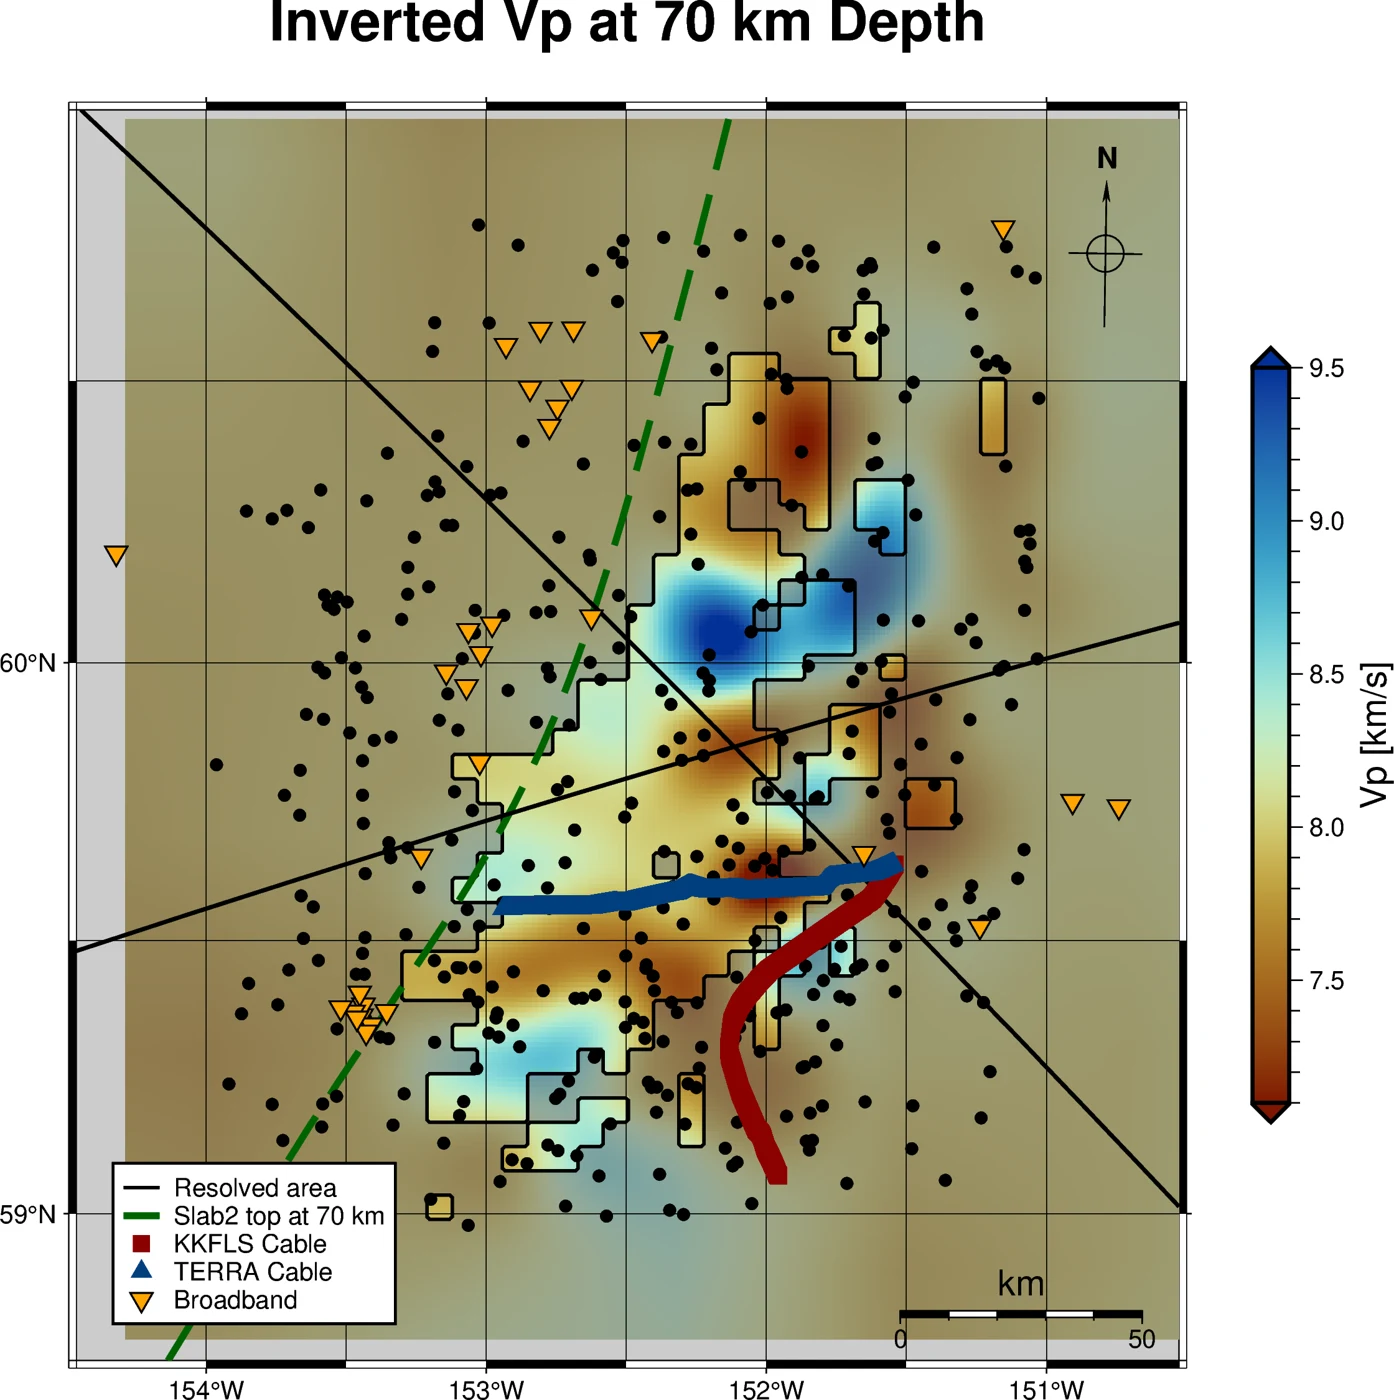 Inverted Vp at 70 km Depth
N
60°N
59°N
154°W
153°W
152°W
151°W
Resolved area
Slab2 top at 70 km
KKFLS Cable
TERRA Cable
Broadband
km
0
50
9.5
9.0
8.5
8.0
7.5
Vp [km/s]